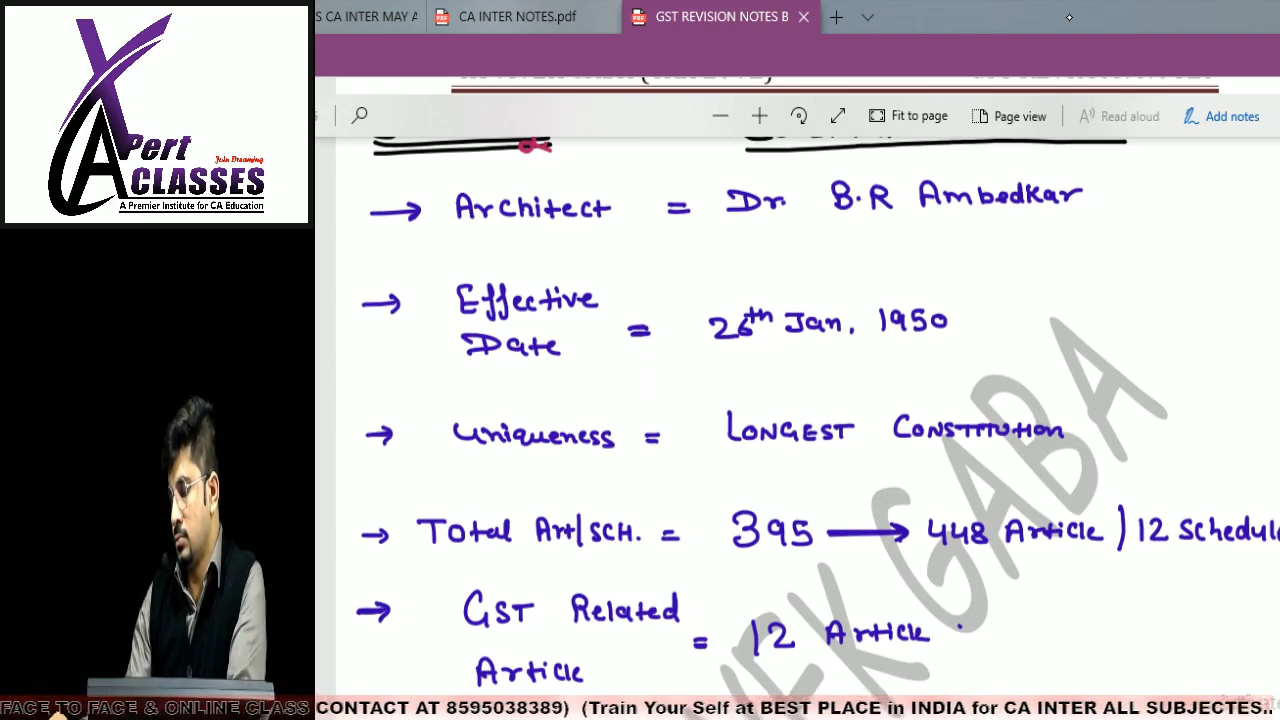 S CA INTER MAY A
CA INTER NOTES.pdf
GST REVISION NOTES B
Fit to page
Page view
Read aloud
Add notes
XPert
Join Dreaming
CA CLASSES
A Premier Institute for CA Education
→ Architect = Dr. B.R Ambedkar
→ Effective Date = 26th Jan. 1950
→ Uniqueness = LONGEST CONSTITUTION
→ Total Art/SCH. = 395 → 448 Article) 12 Schedule
→ GST Related Article = 12 Article
VEK GABA
FACE TO FACE & ONLINE CLASS CONTACT AT 8595038389) (Train Your Self at BEST PLACE in INDIA for CA INTER ALL SUBJECTES..